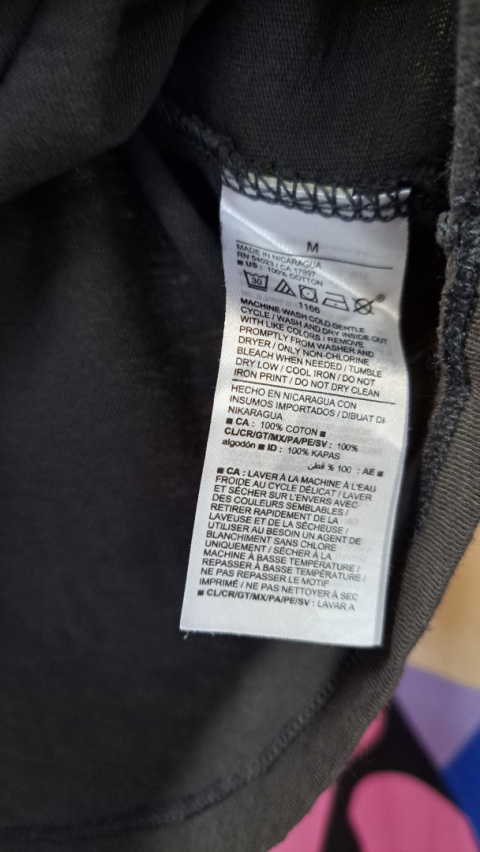 M
MADE IN NICARAGUA
RN 54023 / CA 17897
■ US : 100% COTTON
30
1166
MACHINE WASH COLD GENTLE
CYCLE / WASH AND DRY INSIDE OUT
WITH LIKE COLORS / REMOVE
PROMPTLY FROM WASHER AND
DRYER / ONLY NON-CHLORINE
BLEACH WHEN NEEDED / TUMBLE
DRY LOW / COOL IRON / DO NOT
IRON PRINT / DO NOT DRY CLEAN
HECHO EN NICARAGUA CON
INSUMOS IMPORTADOS / DIBUAT DI
NIKARAGUA
■ CA : 100% COTON ■
CL/CR/GT/MX/PA/PE/SV : 100%
algodón ■ ID : 100% KAPAS
■ AE : 100 % قطن
■ CA : LAVER À LA MACHINE À L'EAU
FROIDE AU CYCLE DÉLICAT / LAVER
ET SÉCHER SUR L'ENVERS AVEC
DES COULEURS SEMBLABLES /
RETIRER RAPIDEMENT DE LA
LAVEUSE ET DE LA SÉCHEUSE /
UTILISER AU BESOIN UN AGENT DE
BLANCHIMENT SANS CHLORE
UNIQUEMENT / SÉCHER À LA
MACHINE À BASSE TEMPÉRATURE /
REPASSER À BASSE TEMPÉRATURE /
NE PAS REPASSER LE MOTIF
IMPRIMÉ / NE PAS NETTOYER À SEC
■ CL/CR/GT/MX/PA/PE/SV : LAVAR A